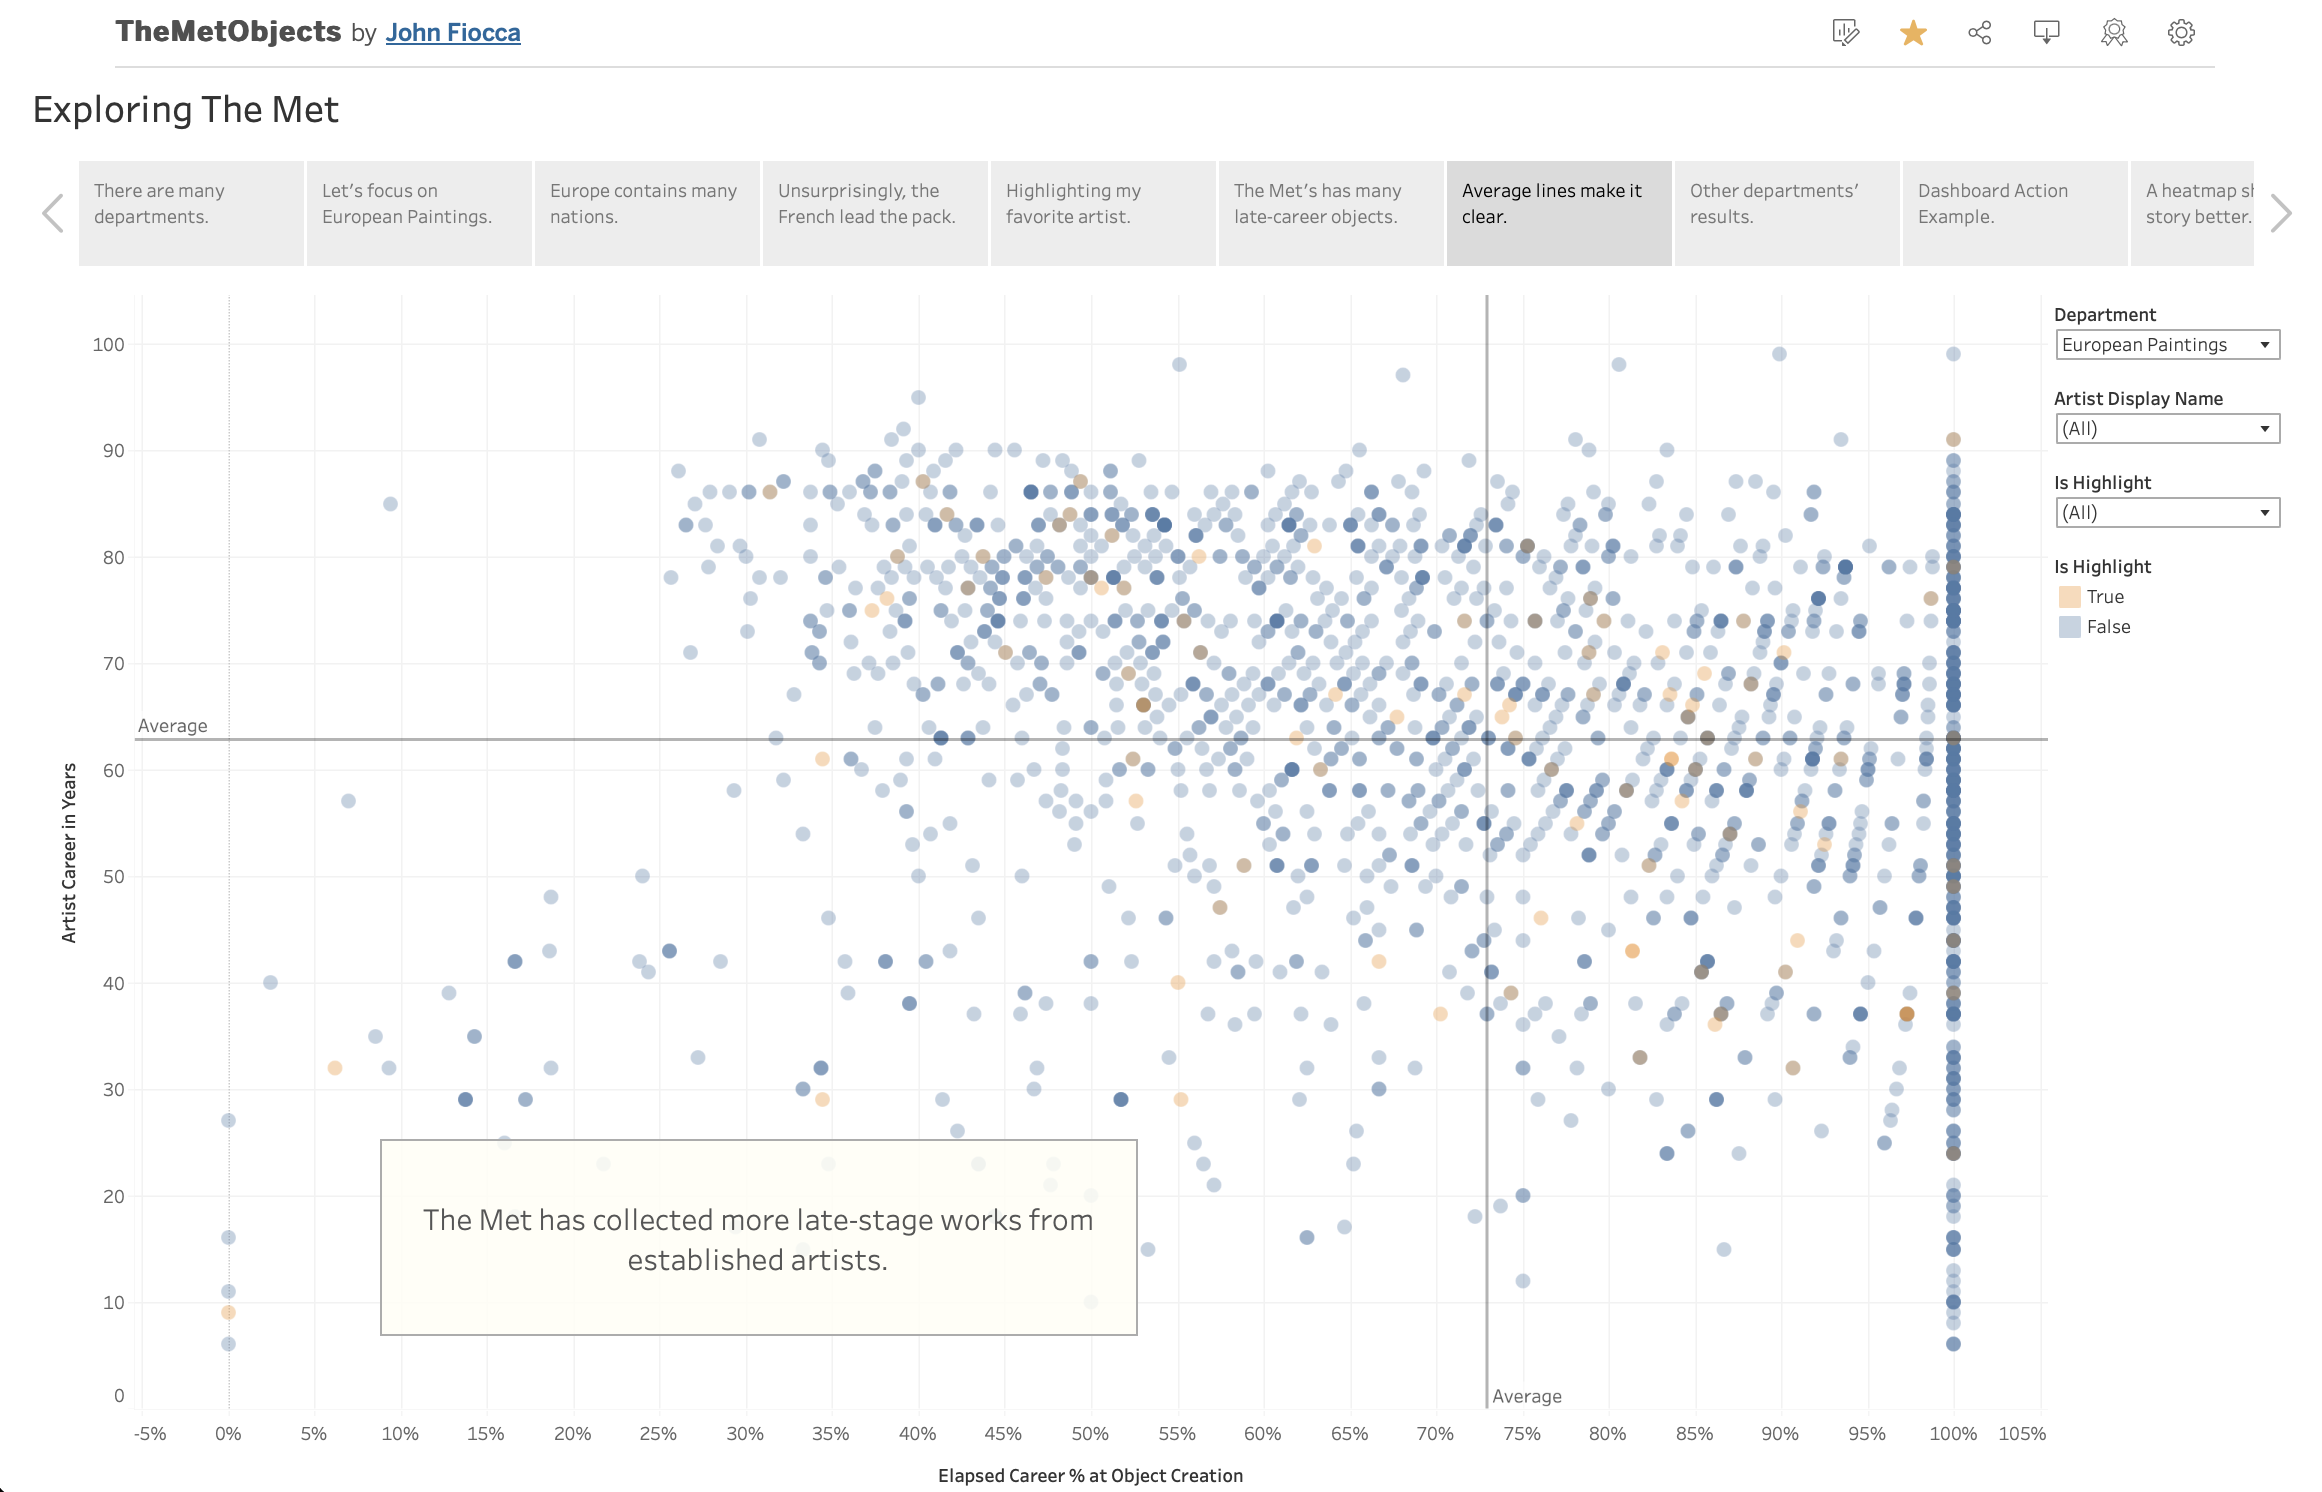 TheMetObjects by John Fiocca
Exploring The Met
There are many
departments.
Let's focus on
European Paintings.
Europe contains many
nations.
Unsurprisingly, the
French lead the pack.
Highlighting my
favorite artist.
The Met's has many
late-career objects.
Average lines make it
clear.
Other departments'
results.
Dashboard Action
Example.
A heatmap sh
story better.
Department
European Paintings
Artist Display Name
(All)
Is Highlight
(All)
Is Highlight
True
False
Artist Career in Years
100
90
80
70
60
50
40
30
20
10
0
Average
Average
The Met has collected more late-stage works from
established artists.
-5% 0% 5% 10% 15% 20% 25% 30% 35% 40% 45% 50% 55% 60% 65% 70% 75% 80% 85% 90% 95% 100% 105%
Elapsed Career % at Object Creation